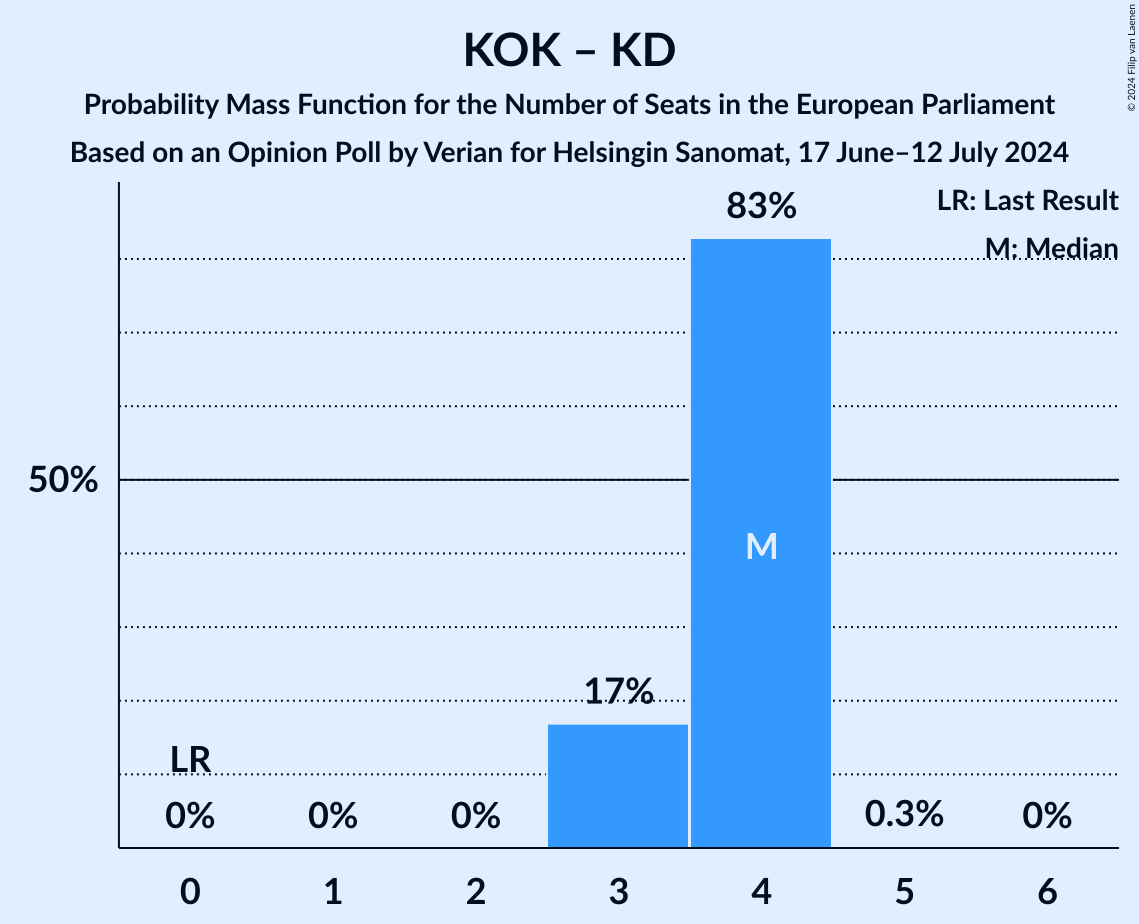 KOK – KD
Probability Mass Function for the Number of Seats in the European Parliament
Based on an Opinion Poll by Verian for Helsingin Sanomat, 17 June–12 July 2024
© 2024 Filip van Laenen
LR: Last Result
M: Median
83%
50%
M
17%
LR
0% 0% 0% 0.3% 0%
0 1 2 3 4 5 6